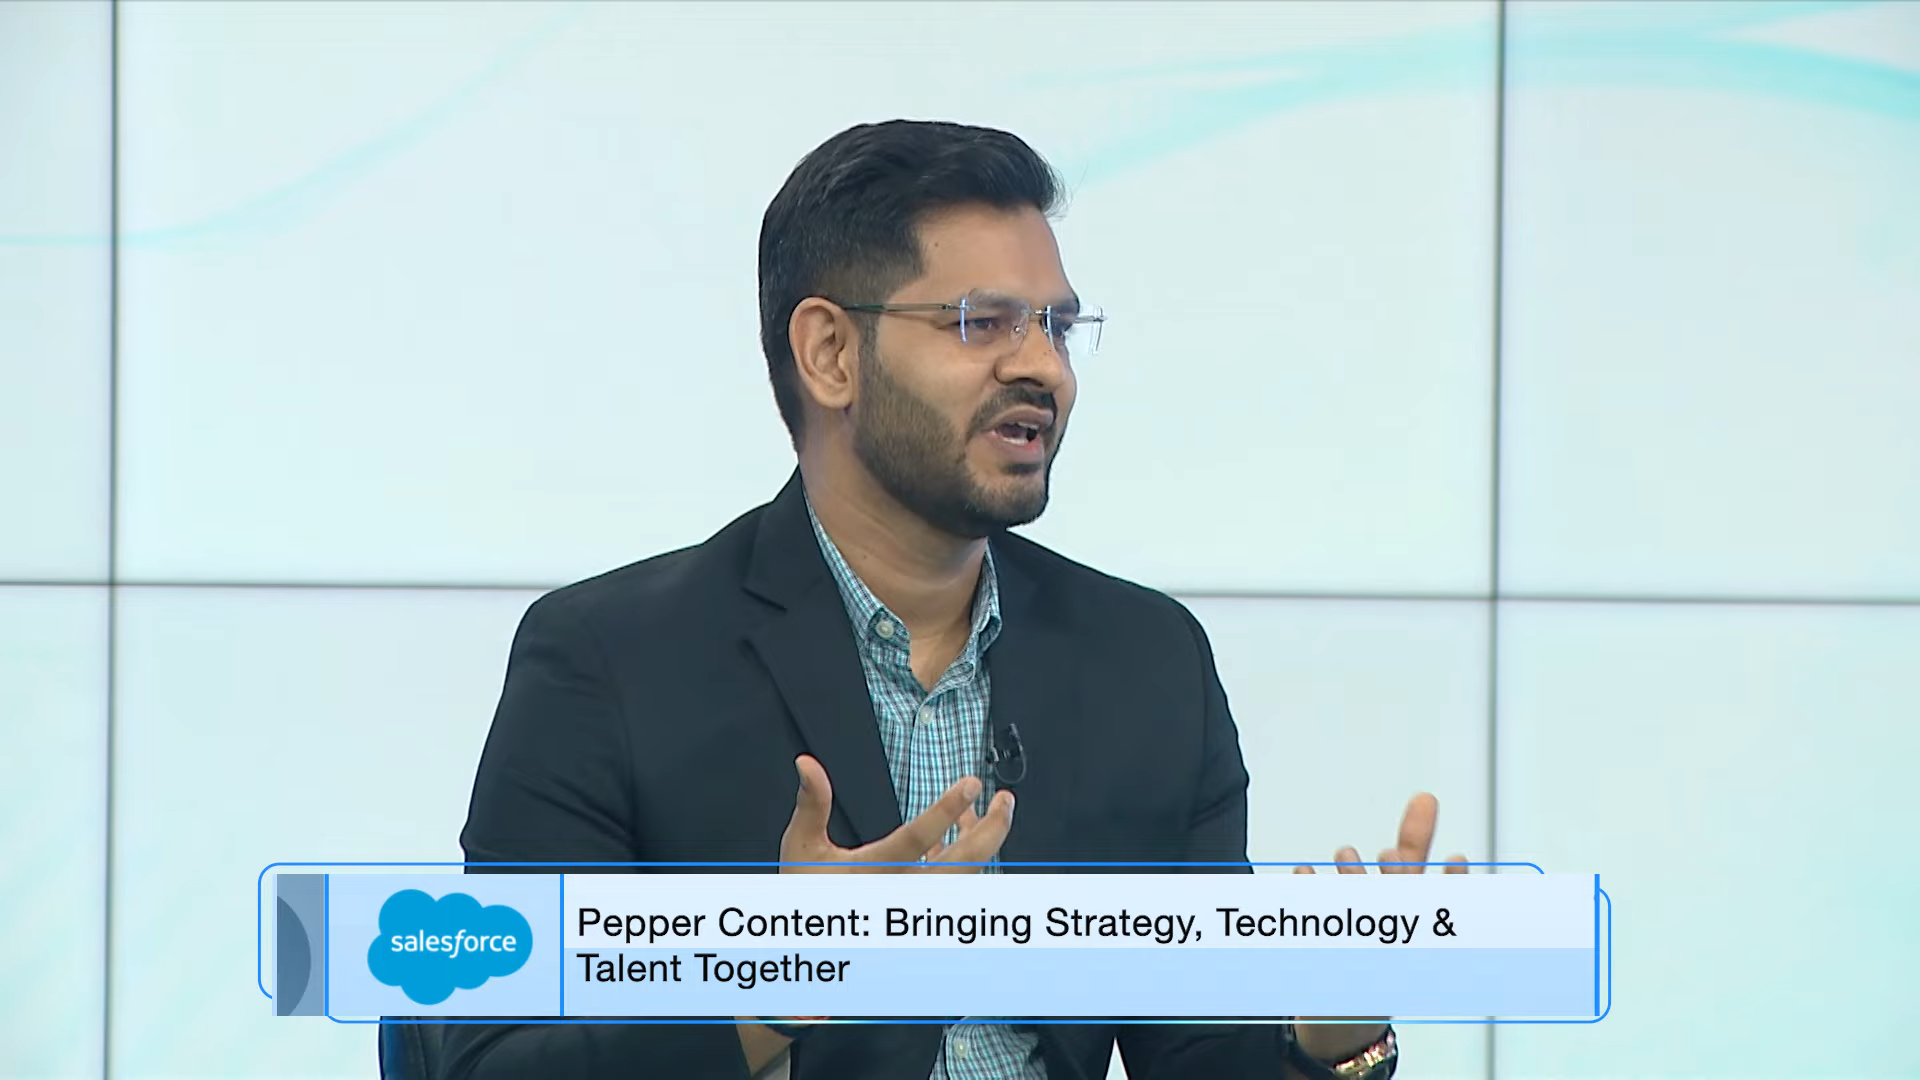 salesforce
Pepper Content: Bringing Strategy, Technology &
Talent Together